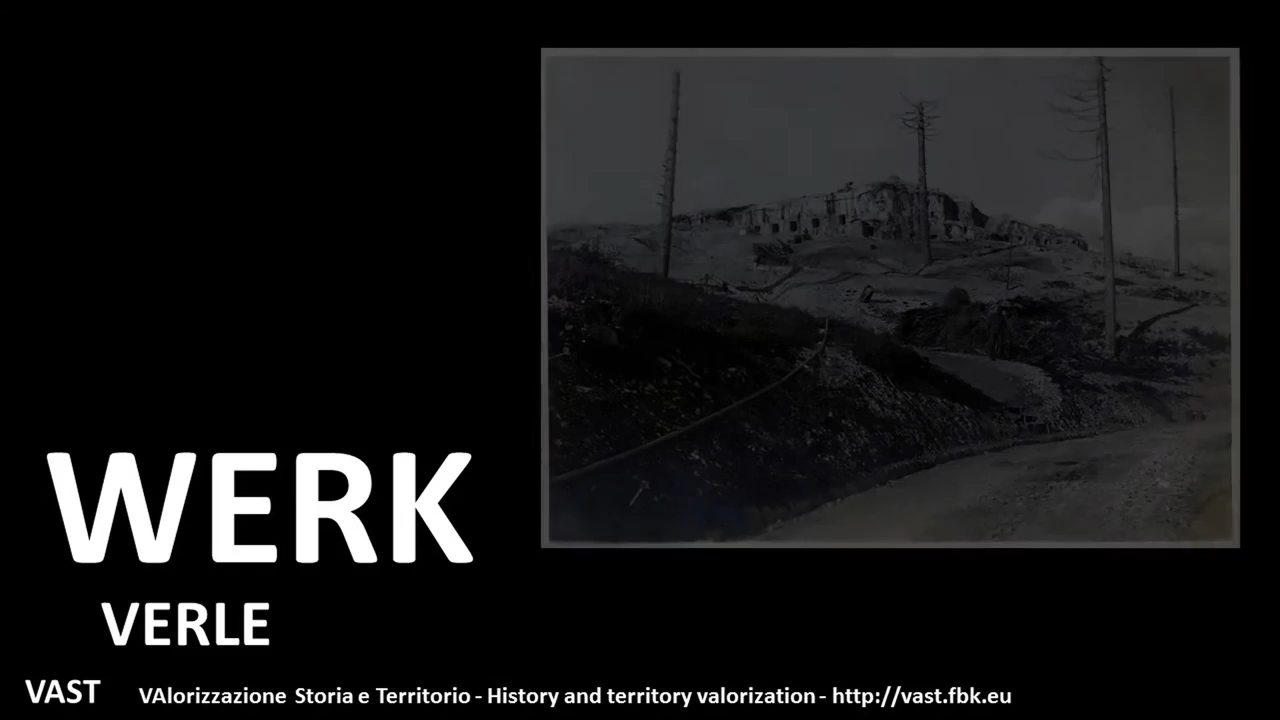 WERK
VERLE
VAST VAlorizzazione Storia e Territorio - History and territory valorization - http://vast.fbk.eu